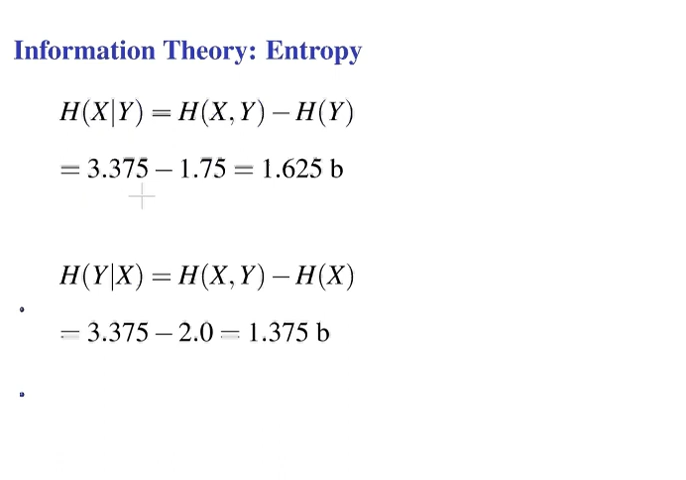 Information Theory: Entropy
H(X|Y) = H(X,Y) − H(Y)
= 3.375 − 1.75 = 1.625 b
H(Y|X) = H(X,Y) − H(X)
= 3.375 − 2.0 = 1.375 b